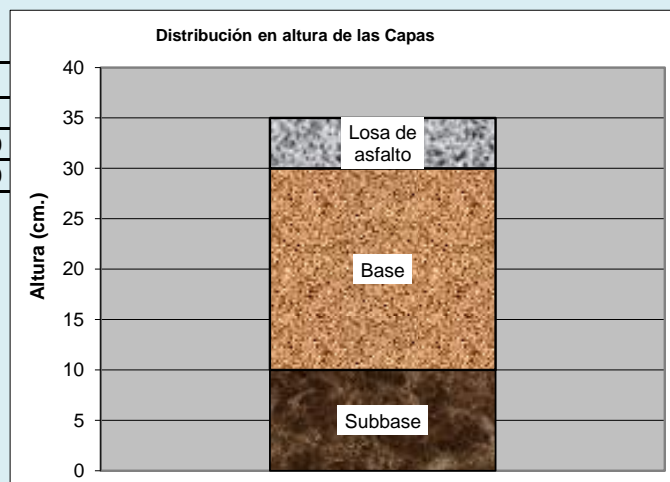 Distribución en altura de las Capas
40
35
30
25
20
15
10
5
0
Altura (cm.)
Losa de
asfalto
Base
Subbase